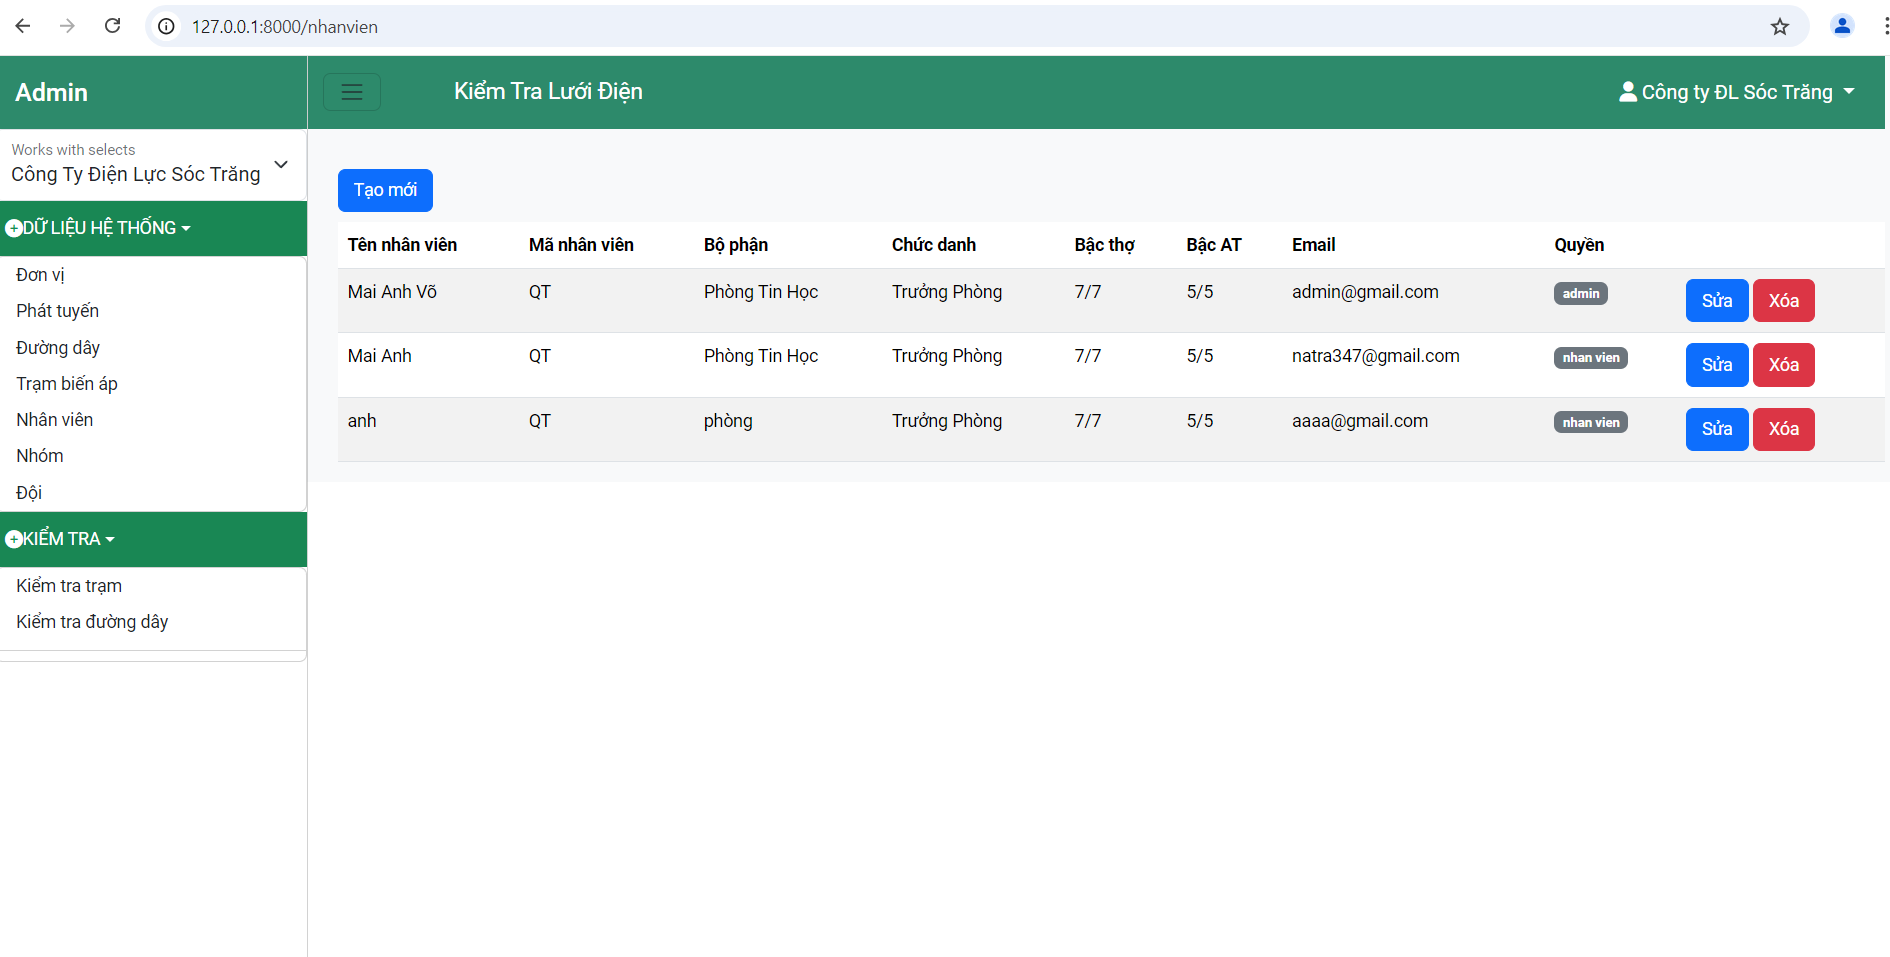 127.0.0.1:8000/nhanvien
Admin
Kiểm Tra Lưới Điện
Công ty ĐL Sóc Trăng
Works with selects
Công Ty Điện Lực Sóc Trăng
DỮ LIỆU HỆ THỐNG
Đơn vị
Phát tuyến
Đường dây
Trạm biến áp
Nhân viên
Nhóm
Đội
KIỂM TRA
Kiểm tra trạm
Kiểm tra đường dây
Tạo mới
Tên nhân viên Mã nhân viên Bộ phận Chức danh Bậc thợ Bậc AT Email Quyền
Mai Anh Võ QT Phòng Tin Học Trưởng Phòng 7/7 5/5 admin@gmail.com admin Sửa Xóa
Mai Anh QT Phòng Tin Học Trưởng Phòng 7/7 5/5 natra347@gmail.com nhan vien Sửa Xóa
anh QT phòng Trưởng Phòng 7/7 5/5 aaaa@gmail.com nhan vien Sửa Xóa